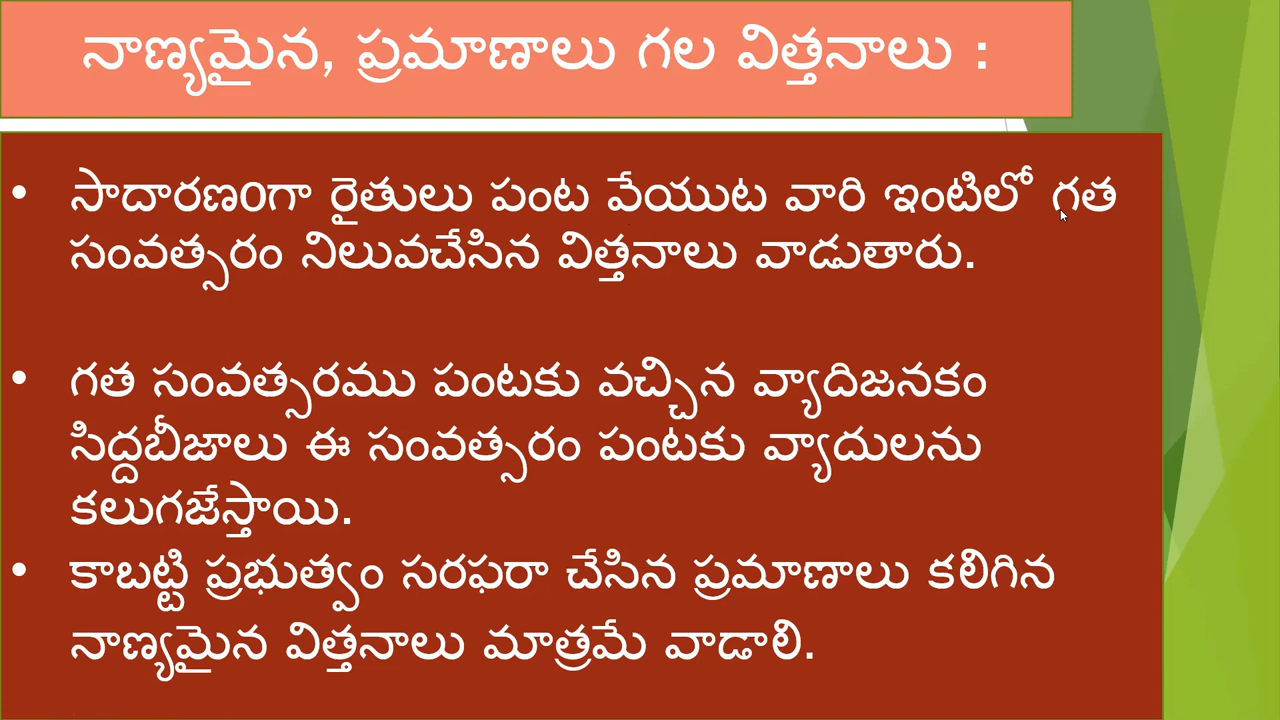 నాణ్యమైన, ప్రమాణాలు గల విత్తనాలు :
• సాదారణంగా రైతులు పంట వేయుట వారి ఇంటిలో గత
సంవత్సరం నిలువచేసిన విత్తనాలు వాడుతారు.
• గత సంవత్సరము పంటకు వచ్చిన వ్యాదిజనకం
సిద్దబీజాలు ఈ సంవత్సరం పంటకు వ్యాదులను
కలుగజేస్తాయి.
• కాబట్టి ప్రభుత్వం సరఫరా చేసిన ప్రమాణాలు కలిగిన
నాణ్యమైన విత్తనాలు మాత్రమే వాడాలి.